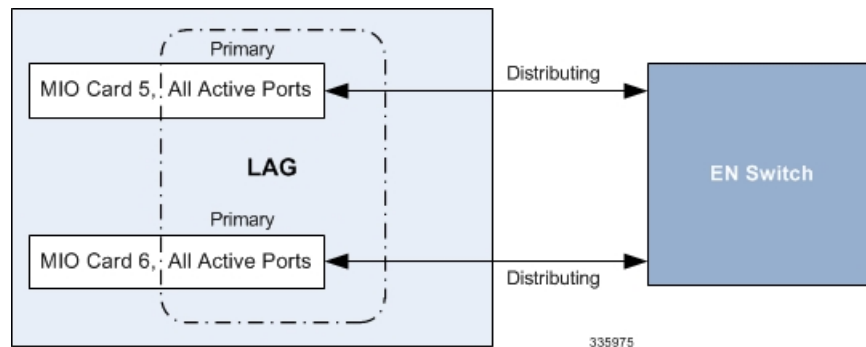 Primary
MIO Card 5, All Active Ports
Distributing
LAG
EN Switch
Primary
MIO Card 6, All Active Ports
Distributing
335975